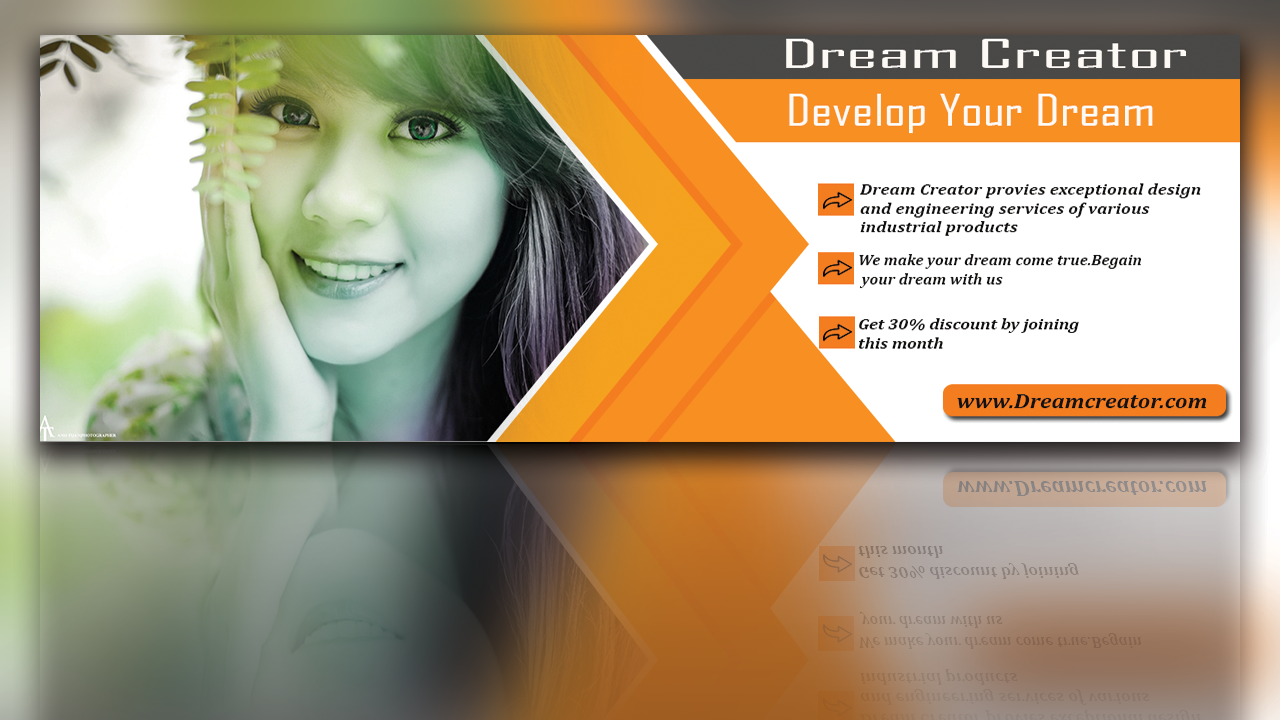 Dream Creator
Develop Your Dream
Dream Creator provies exceptional design
and engineering services of various
industrial products
We make your dream come true.Begain
your dream with us
Get 30% discount by joining
this month
www.Dreamcreator.com